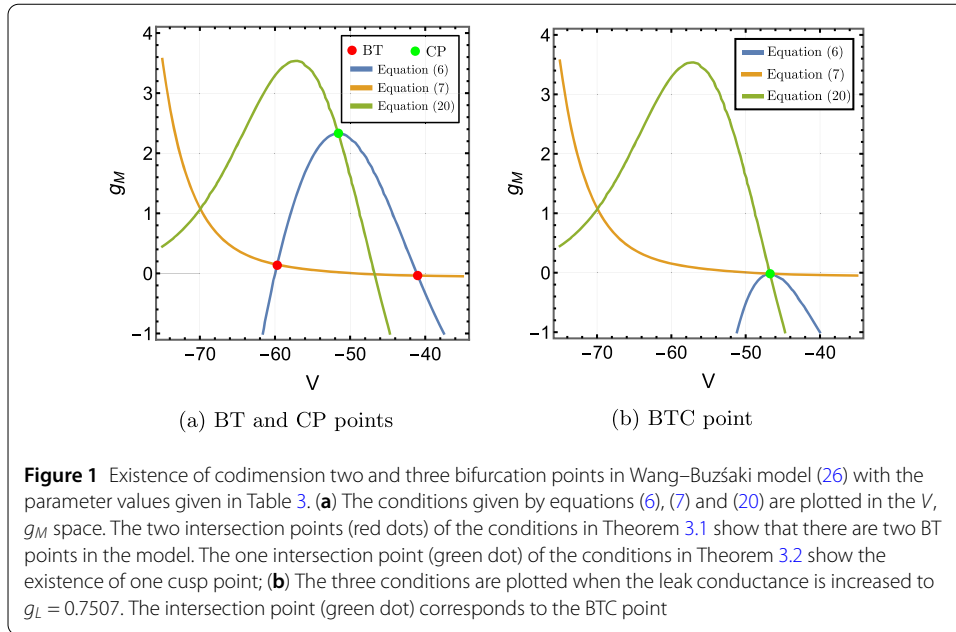 4
3
2
1
0
−1
g_M
−70
−60
−50
−40
V
BT
CP
Equation (6)
Equation (7)
Equation (20)
(a) BT and CP points
4
3
2
1
0
−1
g_M
−70
−60
−50
−40
V
Equation (6)
Equation (7)
Equation (20)
(b) BTC point
Figure 1 Existence of codimension two and three bifurcation points in Wang–Buzśaki model (26) with the
parameter values given in Table 3. (a) The conditions given by equations (6), (7) and (20) are plotted in the V,
g_M space. The two intersection points (red dots) of the conditions in Theorem 3.1 show that there are two BT
points in the model. The one intersection point (green dot) of the conditions in Theorem 3.2 show the
existence of one cusp point; (b) The three conditions are plotted when the leak conductance is increased to
g_L = 0.7507. The intersection point (green dot) corresponds to the BTC point